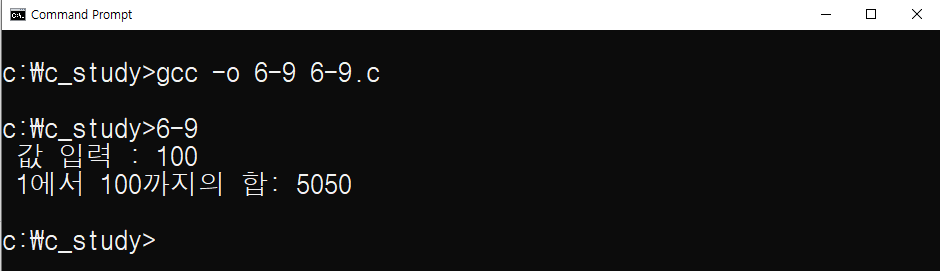 Command Prompt
c:₩c_study>gcc -o 6-9 6-9.c
c:₩c_study>6-9
값 입력 : 100
1에서 100까지의 합: 5050
c:₩c_study>